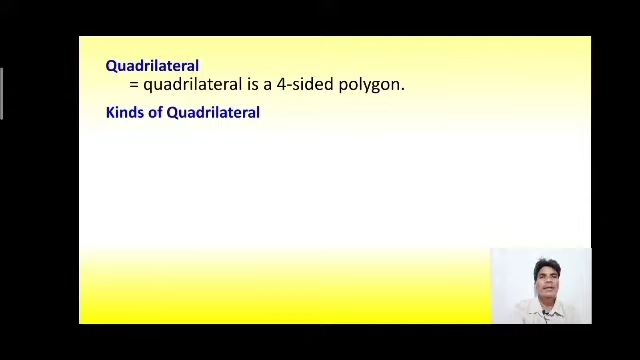 Quadrilateral
= quadrilateral is a 4-sided polygon.
Kinds of Quadrilateral